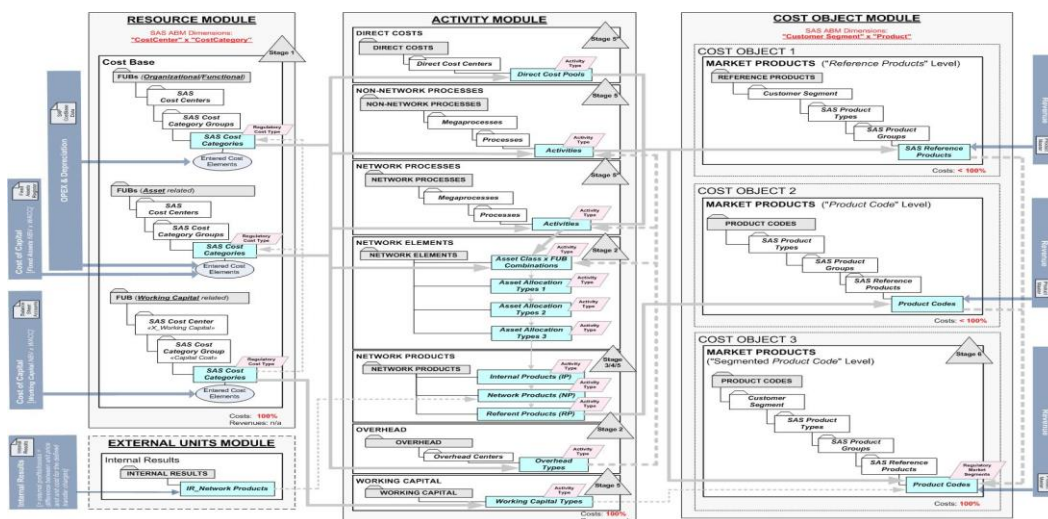 RESOURCE MODULE
SAS ABM Dimensions:
"CostCenter" x "CostCategory"
Stage 1
Cost Base
FUBs (Organizational/Functional)
SAS
Cost Centers
SAS Cost
Category Groups
Regulatory
Cost Type
SAS Cost
Categories
Entered Cost
Elements
FUBs (Asset related)
SAS
Cost Centers
SAS Cost
Category Groups
Regulatory
Cost Type
SAS Cost
Categories
Entered Cost
Elements
FUB (Working Capital related)
SAS Cost Center
«X_Working Capital»
SAS Cost
Category Group
«Capital Cost»
Regulatory
Cost Type
SAS Cost
Categories
Entered Cost
Elements
Costs: 100%
Revenues: n/a
EXTERNAL UNITS MODULE
Internal Results
INTERNAL RESULTS
IR_Network Products
OPEX & Depreciation
Cost of Capital
Cost of Capital
Internal Results
ACTIVITY MODULE
DIRECT COSTS
Stage 5
DIRECT COSTS
Direct Cost Centers
Activity
Type
Direct Cost Pools
NON-NETWORK PROCESSES
Stage 5
NON-NETWORK PROCESSES
Megaprocesses
Processes
Activity
Type
Activities
NETWORK PROCESSES
Stage 5
NETWORK PROCESSES
Megaprocesses
Processes
Activity
Type
Activities
NETWORK ELEMENTS
Stage 2
NETWORK ELEMENTS
Activity
Type
Asset Class x FUB
Combinations
Activity
Type
Asset Allocation
Types 1
Activity
Type
Asset Allocation
Types 2
Activity
Type
Asset Allocation
Types 3
NETWORK PRODUCTS
Stage
3/4/5
NETWORK PRODUCTS
Activity
Type
Internal Products (IP)
Activity
Type
Network Products (NP)
Activity
Type
Referent Products (RP)
OVERHEAD
Stage
2
OVERHEAD
Overhead Centers
Activity
Type
Overhead
Types
WORKING CAPITAL
Stage 5
WORKING CAPITAL
Activity
Type
Working Capital Types
Costs: 100%
COST OBJECT MODULE
SAS ABM Dimensions:
"Customer Segment" x "Product"
COST OBJECT 1
MARKET PRODUCTS ("Reference Products" Level)
REFERENCE PRODUCTS
Customer Segment
SAS Product
Types
SAS Product
Groups
SAS Reference
Products
Costs: < 100%
COST OBJECT 2
MARKET PRODUCTS ("Product Code" Level)
PRODUCT CODES
SAS Product
Types
SAS Product
Groups
SAS Reference
Products
Product Codes
Costs: < 100%
COST OBJECT 3
MARKET PRODUCTS
("Segmented Product Code" Level)
Stage 6
PRODUCT CODES
Customer
Segment
SAS Product
Types
SAS Product
Groups
SAS Reference
Products
Regulatory
Market
Segments
Product Codes
Costs: 100%
Revenue
Revenue
Revenue